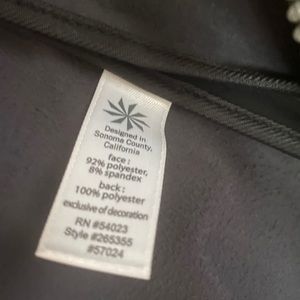 Designed in
Sonoma County,
California
face:
92% polyester,
8% spandex
back:
100% polyester
exclusive of decoration
RN #54023
Style #265355
#57024